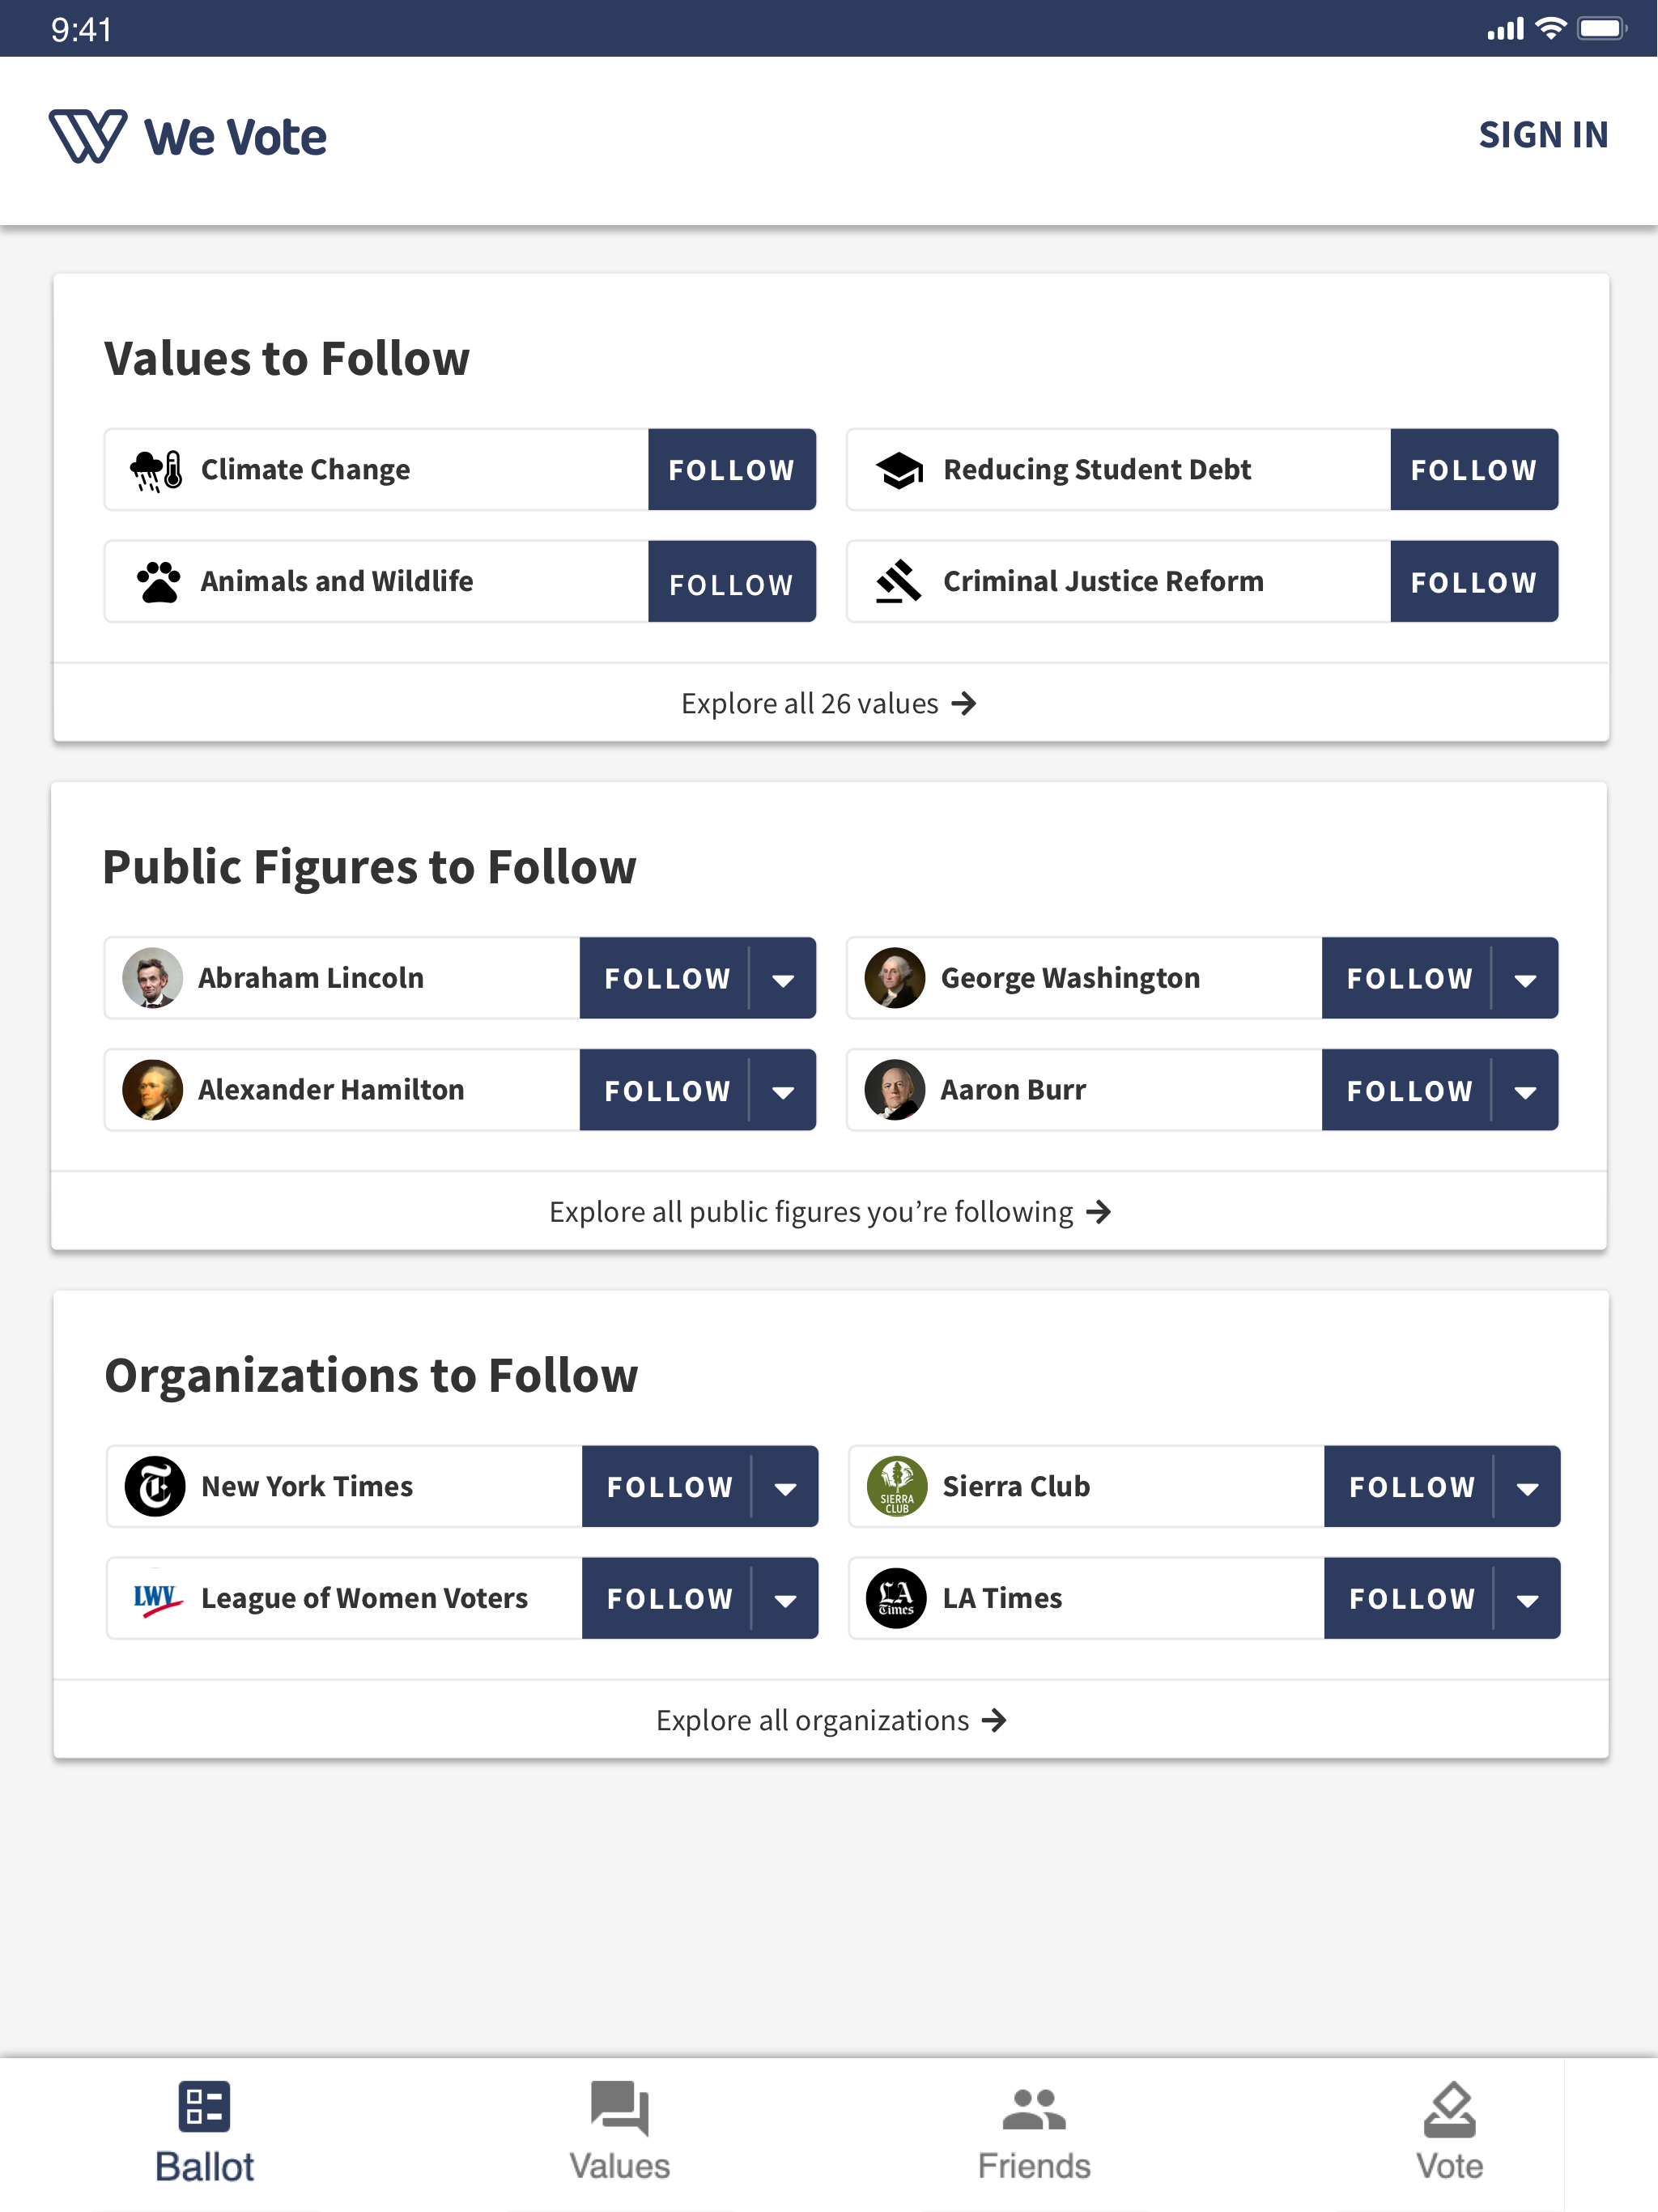 9:41
We Vote
SIGN IN
Values to Follow
Climate Change FOLLOW Reducing Student Debt FOLLOW
Animals and Wildlife FOLLOW Criminal Justice Reform FOLLOW
Explore all 26 values
Public Figures to Follow
Abraham Lincoln FOLLOW George Washington FOLLOW
Alexander Hamilton FOLLOW Aaron Burr FOLLOW
Explore all public figures you’re following
Organizations to Follow
New York Times FOLLOW SIERRA CLUB Sierra Club FOLLOW
LWV League of Women Voters FOLLOW LA Times LA Times FOLLOW
Explore all organizations
Ballot Values Friends Vote